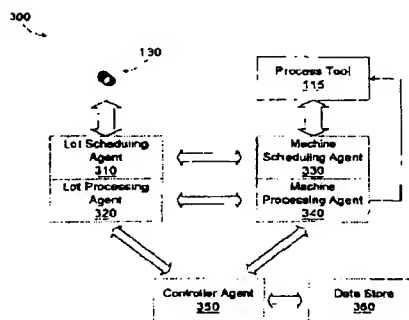 300
130
Process Tool
115
Lot Scheduling
Agent
310
Machine
Scheduling Agent
330
Lot Processing
Agent
320
Machine
Processing Agent
340
Controller Agent
350
Data Store
360